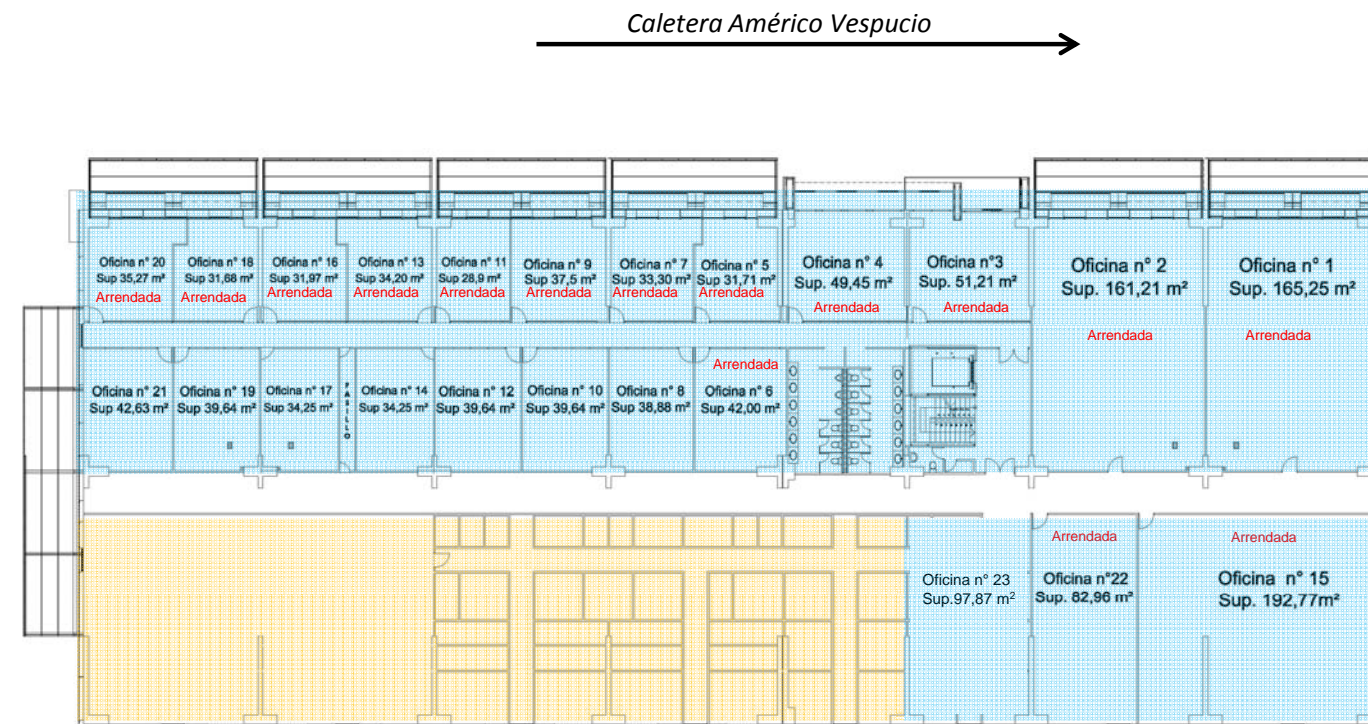 Caletera Américo Vespucio
Oficina n° 20
Sup 35,27 m²
Arrendada
Oficina n° 18
Sup 31,68 m²
Arrendada
Oficina n° 16
Sup 31,97 m²
Arrendada
Oficina n° 13
Sup 34,20 m²
Arrendada
Oficina n° 11
Sup 28,9 m²
Arrendada
Oficina n° 9
Sup 37,5 m²
Arrendada
Oficina n° 7
Sup 33,30 m²
Arrendada
Oficina n° 5
Sup 31,71 m²
Arrendada
Oficina n° 4
Sup. 49,45 m²
Arrendada
Oficina n°3
Sup. 51,21 m²
Arrendada
Oficina n° 2
Sup. 161,21 m²
Arrendada
Oficina n° 1
Sup. 165,25 m²
Arrendada
Oficina n° 21
Sup 42,63 m²
Oficina n° 19
Sup 39,64 m²
Oficina n° 17
Sup 34,25 m²
PASILLO
Oficina n° 14
Sup 34,25 m²
Oficina n° 12
Sup 39,64 m²
Oficina n° 10
Sup 39,64 m²
Oficina n° 8
Sup 38,88 m²
Arrendada
Oficina n° 6
Sup 42,00 m²
Oficina n° 23
Sup.97,87 m²
Arrendada
Oficina n°22
Sup. 82,96 m²
Arrendada
Oficina n° 15
Sup. 192,77m²